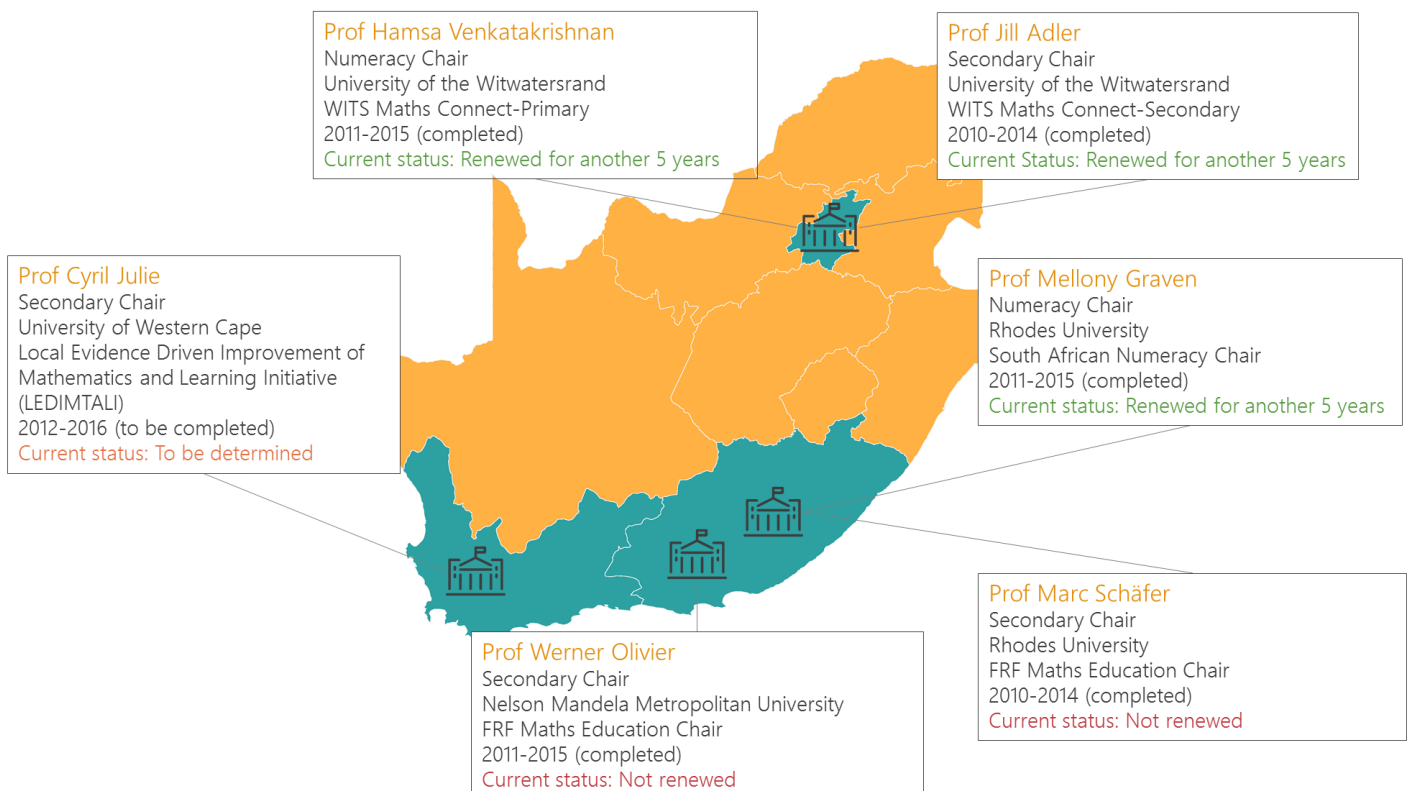 Prof Hamsa Venkatakrishnan
Numeracy Chair
University of the Witwatersrand
WITS Maths Connect-Primary
2011-2015 (completed)
Current status: Renewed for another 5 years
Prof Jill Adler
Secondary Chair
University of the Witwatersrand
WITS Maths Connect-Secondary
2010-2014 (completed)
Current Status: Renewed for another 5 years
Prof Cyril Julie
Secondary Chair
University of Western Cape
Local Evidence Driven Improvement of
Mathematics and Learning Initiative
(LEDIMTALI)
2012-2016 (to be completed)
Current status: To be determined
Prof Mellony Graven
Numeracy Chair
Rhodes University
South African Numeracy Chair
2011-2015 (completed)
Current status: Renewed for another 5 years
Prof Marc Schäfer
Secondary Chair
Rhodes University
FRF Maths Education Chair
2010-2014 (completed)
Current status: Not renewed
Prof Werner Olivier
Secondary Chair
Nelson Mandela Metropolitan University
FRF Maths Education Chair
2011-2015 (completed)
Current status: Not renewed